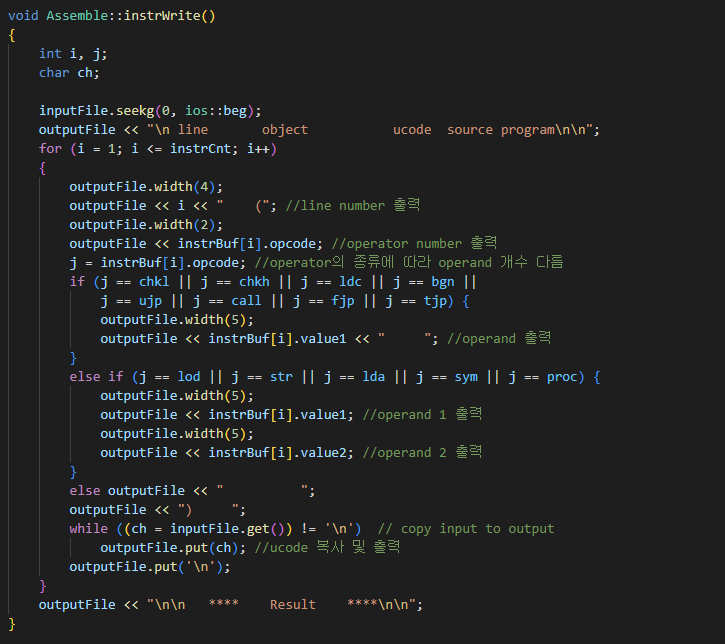 void Assemble::instrWrite()
{
    int i, j;
    char ch;

    inputFile.seekg(0, ios::beg);
    outputFile << "\n line       object           ucode  source program\n\n";
    for (i = 1; i <= instrCnt; i++)
    {
        outputFile.width(4);
        outputFile << i << "    ("; //line number 출력
        outputFile.width(2);
        outputFile << instrBuf[i].opcode; //operator number 출력
        j = instrBuf[i].opcode; //operator의 종류에 따라 operand 개수 다름
        if (j == chkl || j == chkh || j == ldc || j == bgn ||
            j == ujp || j == call || j == fjp || j == tjp) {
            outputFile.width(5);
            outputFile << instrBuf[i].value1 << "     "; //operand 출력
        }
        else if (j == lod || j == str || j == lda || j == sym || j == proc) {
            outputFile.width(5);
            outputFile << instrBuf[i].value1; //operand 1 출력
            outputFile.width(5);
            outputFile << instrBuf[i].value2; //operand 2 출력
        }
        else outputFile << "          ";
        outputFile << ")     ";
        while ((ch = inputFile.get()) != '\n')  // copy input to output
            outputFile.put(ch); //ucode 복사 및 출력
        outputFile.put('\n');
    }
    outputFile << "\n\n   ****    Result    ****\n\n";
}